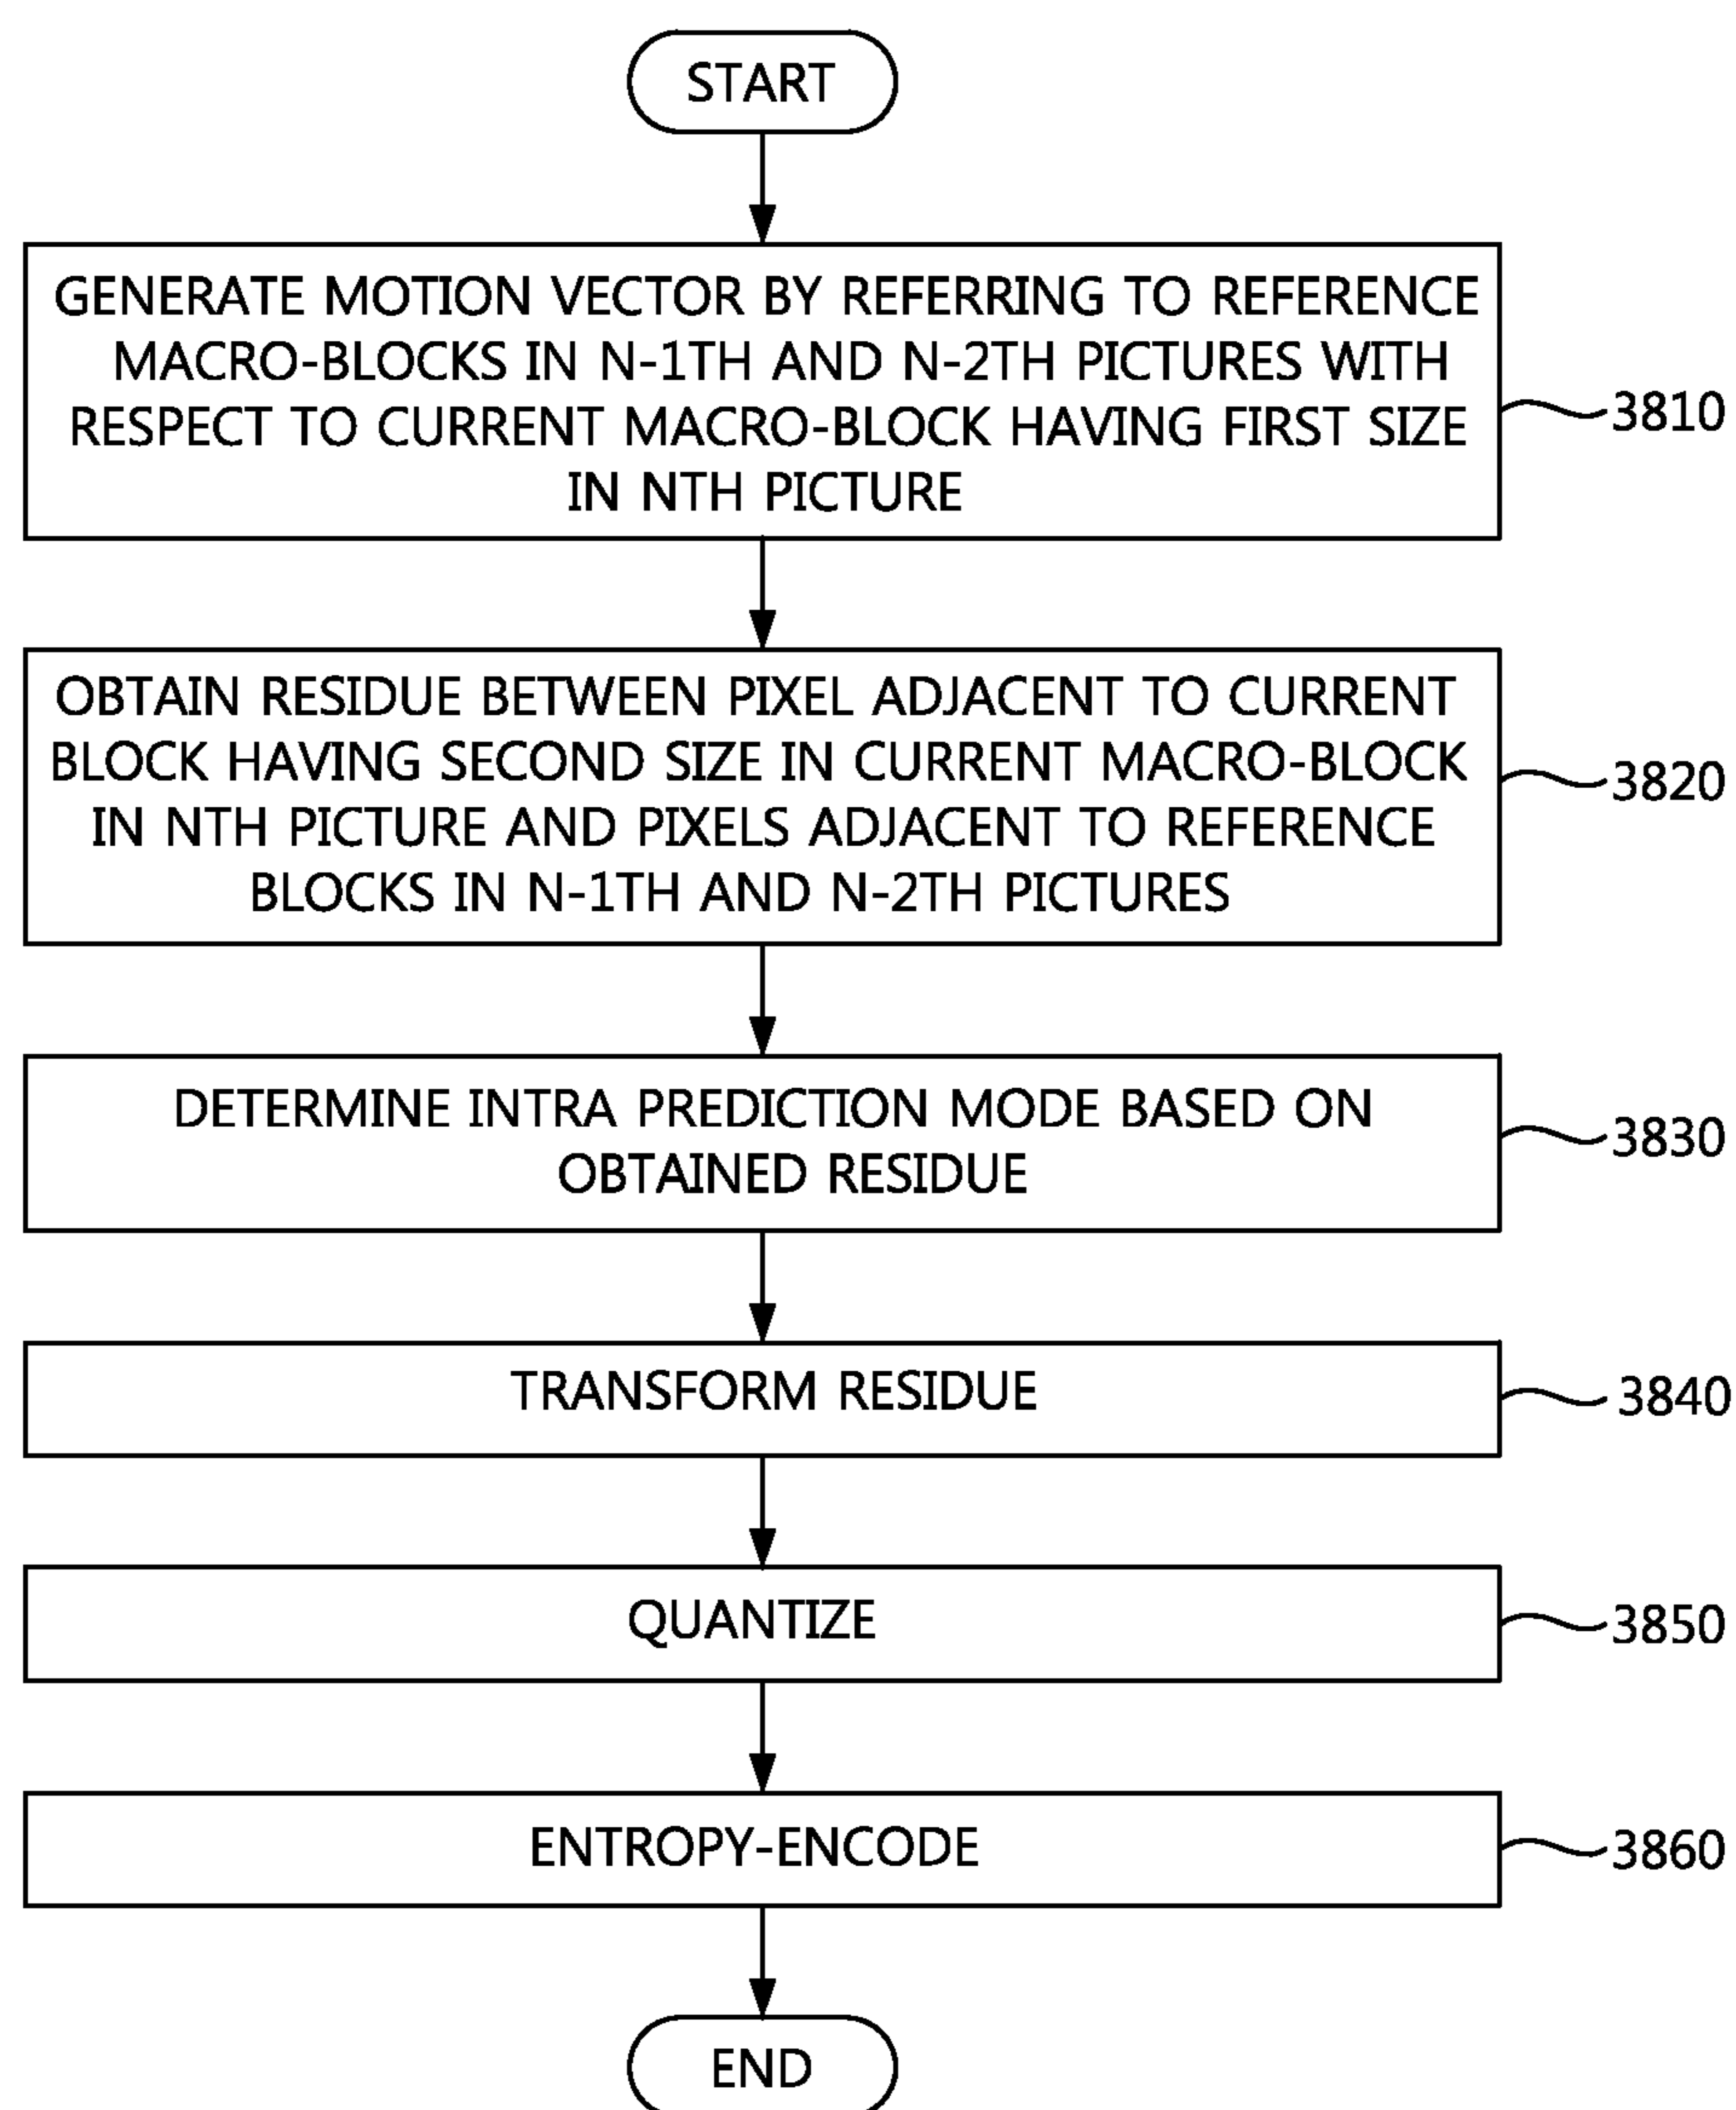 START
GENERATE MOTION VECTOR BY REFERRING TO REFERENCE
MACRO-BLOCKS IN N-1TH AND N-2TH PICTURES WITH
RESPECT TO CURRENT MACRO-BLOCK HAVING FIRST SIZE
IN NTH PICTURE
3810
OBTAIN RESIDUE BETWEEN PIXEL ADJACENT TO CURRENT
BLOCK HAVING SECOND SIZE IN CURRENT MACRO-BLOCK
IN NTH PICTURE AND PIXELS ADJACENT TO REFERENCE
BLOCKS IN N-1TH AND N-2TH PICTURES
3820
DETERMINE INTRA PREDICTION MODE BASED ON
OBTAINED RESIDUE
3830
TRANSFORM RESIDUE
3840
QUANTIZE
3850
ENTROPY-ENCODE
3860
END